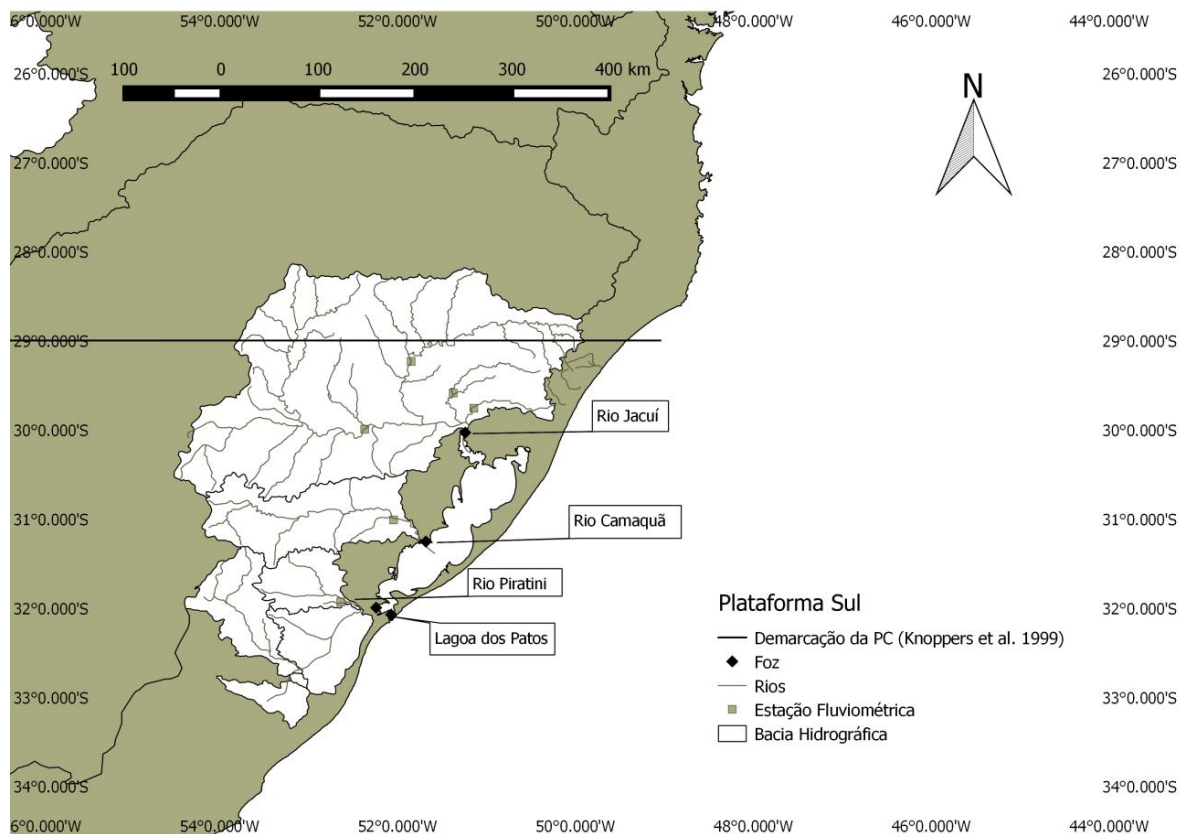 6°0.000'W 54°0.000'W 52°0.000'W 50°0.000'W 48°0.000'W 46°0.000'W 44°0.000'W
100 0 100 200 300 400 km
26°0.000'S 26°0.000'S
N
27°0.000'S 27°0.000'S
28°0.000'S 28°0.000'S
29°0.000'S 29°0.000'S
Rio Jacuí
30°0.000'S 30°0.000'S
Rio Camaquã
31°0.000'S 31°0.000'S
Rio Piratini
32°0.000'S 32°0.000'S
Lagoa dos Patos
Plataforma Sul
Demarcação da PC (Knoppers et al. 1999)
Foz
Rios
Estação Fluviométrica
Bacia Hidrográfica
33°0.000'S 33°0.000'S
34°0.000'S 34°0.000'S
6°0.000'W 54°0.000'W 52°0.000'W 50°0.000'W 48°0.000'W 46°0.000'W 44°0.000'W